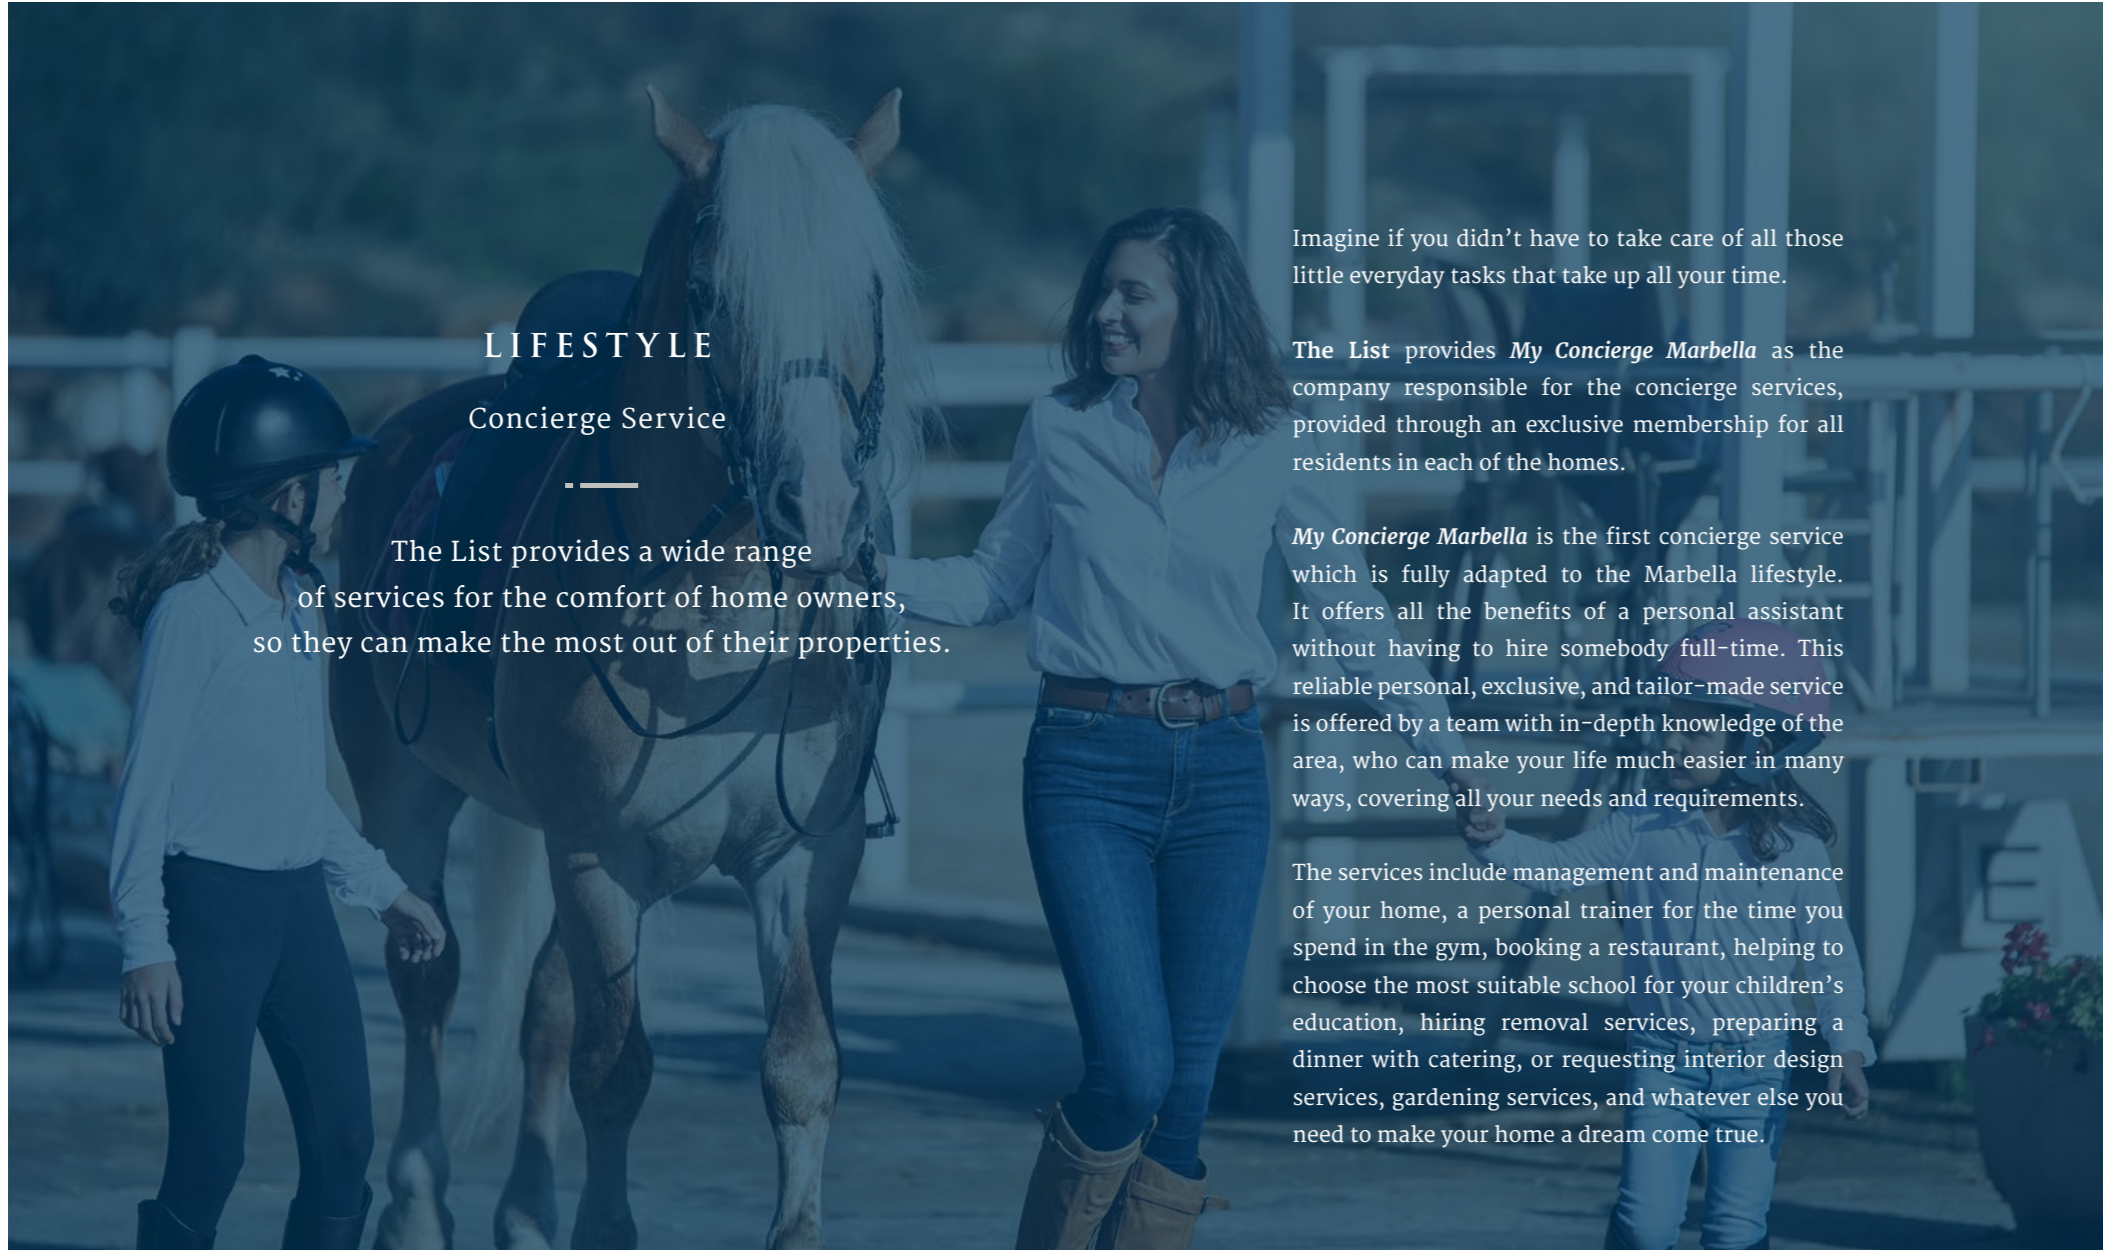 LIFESTYLE
Concierge Service
The List provides a wide range
of services for the comfort of home owners,
so they can make the most out of their properties.
Imagine if you didn’t have to take care of all those
little everyday tasks that take up all your time.
The List provides My Concierge Marbella as the
company responsible for the concierge services,
provided through an exclusive membership for all
residents in each of the homes.
My Concierge Marbella is the first concierge service
which is fully adapted to the Marbella lifestyle.
It offers all the benefits of a personal assistant
without having to hire somebody full-time. This
reliable personal, exclusive, and tailor-made service
is offered by a team with in-depth knowledge of the
area, who can make your life much easier in many
ways, covering all your needs and requirements.
The services include management and maintenance
of your home, a personal trainer for the time you
spend in the gym, booking a restaurant, helping to
choose the most suitable school for your children’s
education, hiring removal services, preparing a
dinner with catering, or requesting interior design
services, gardening services, and whatever else you
need to make your home a dream come true.